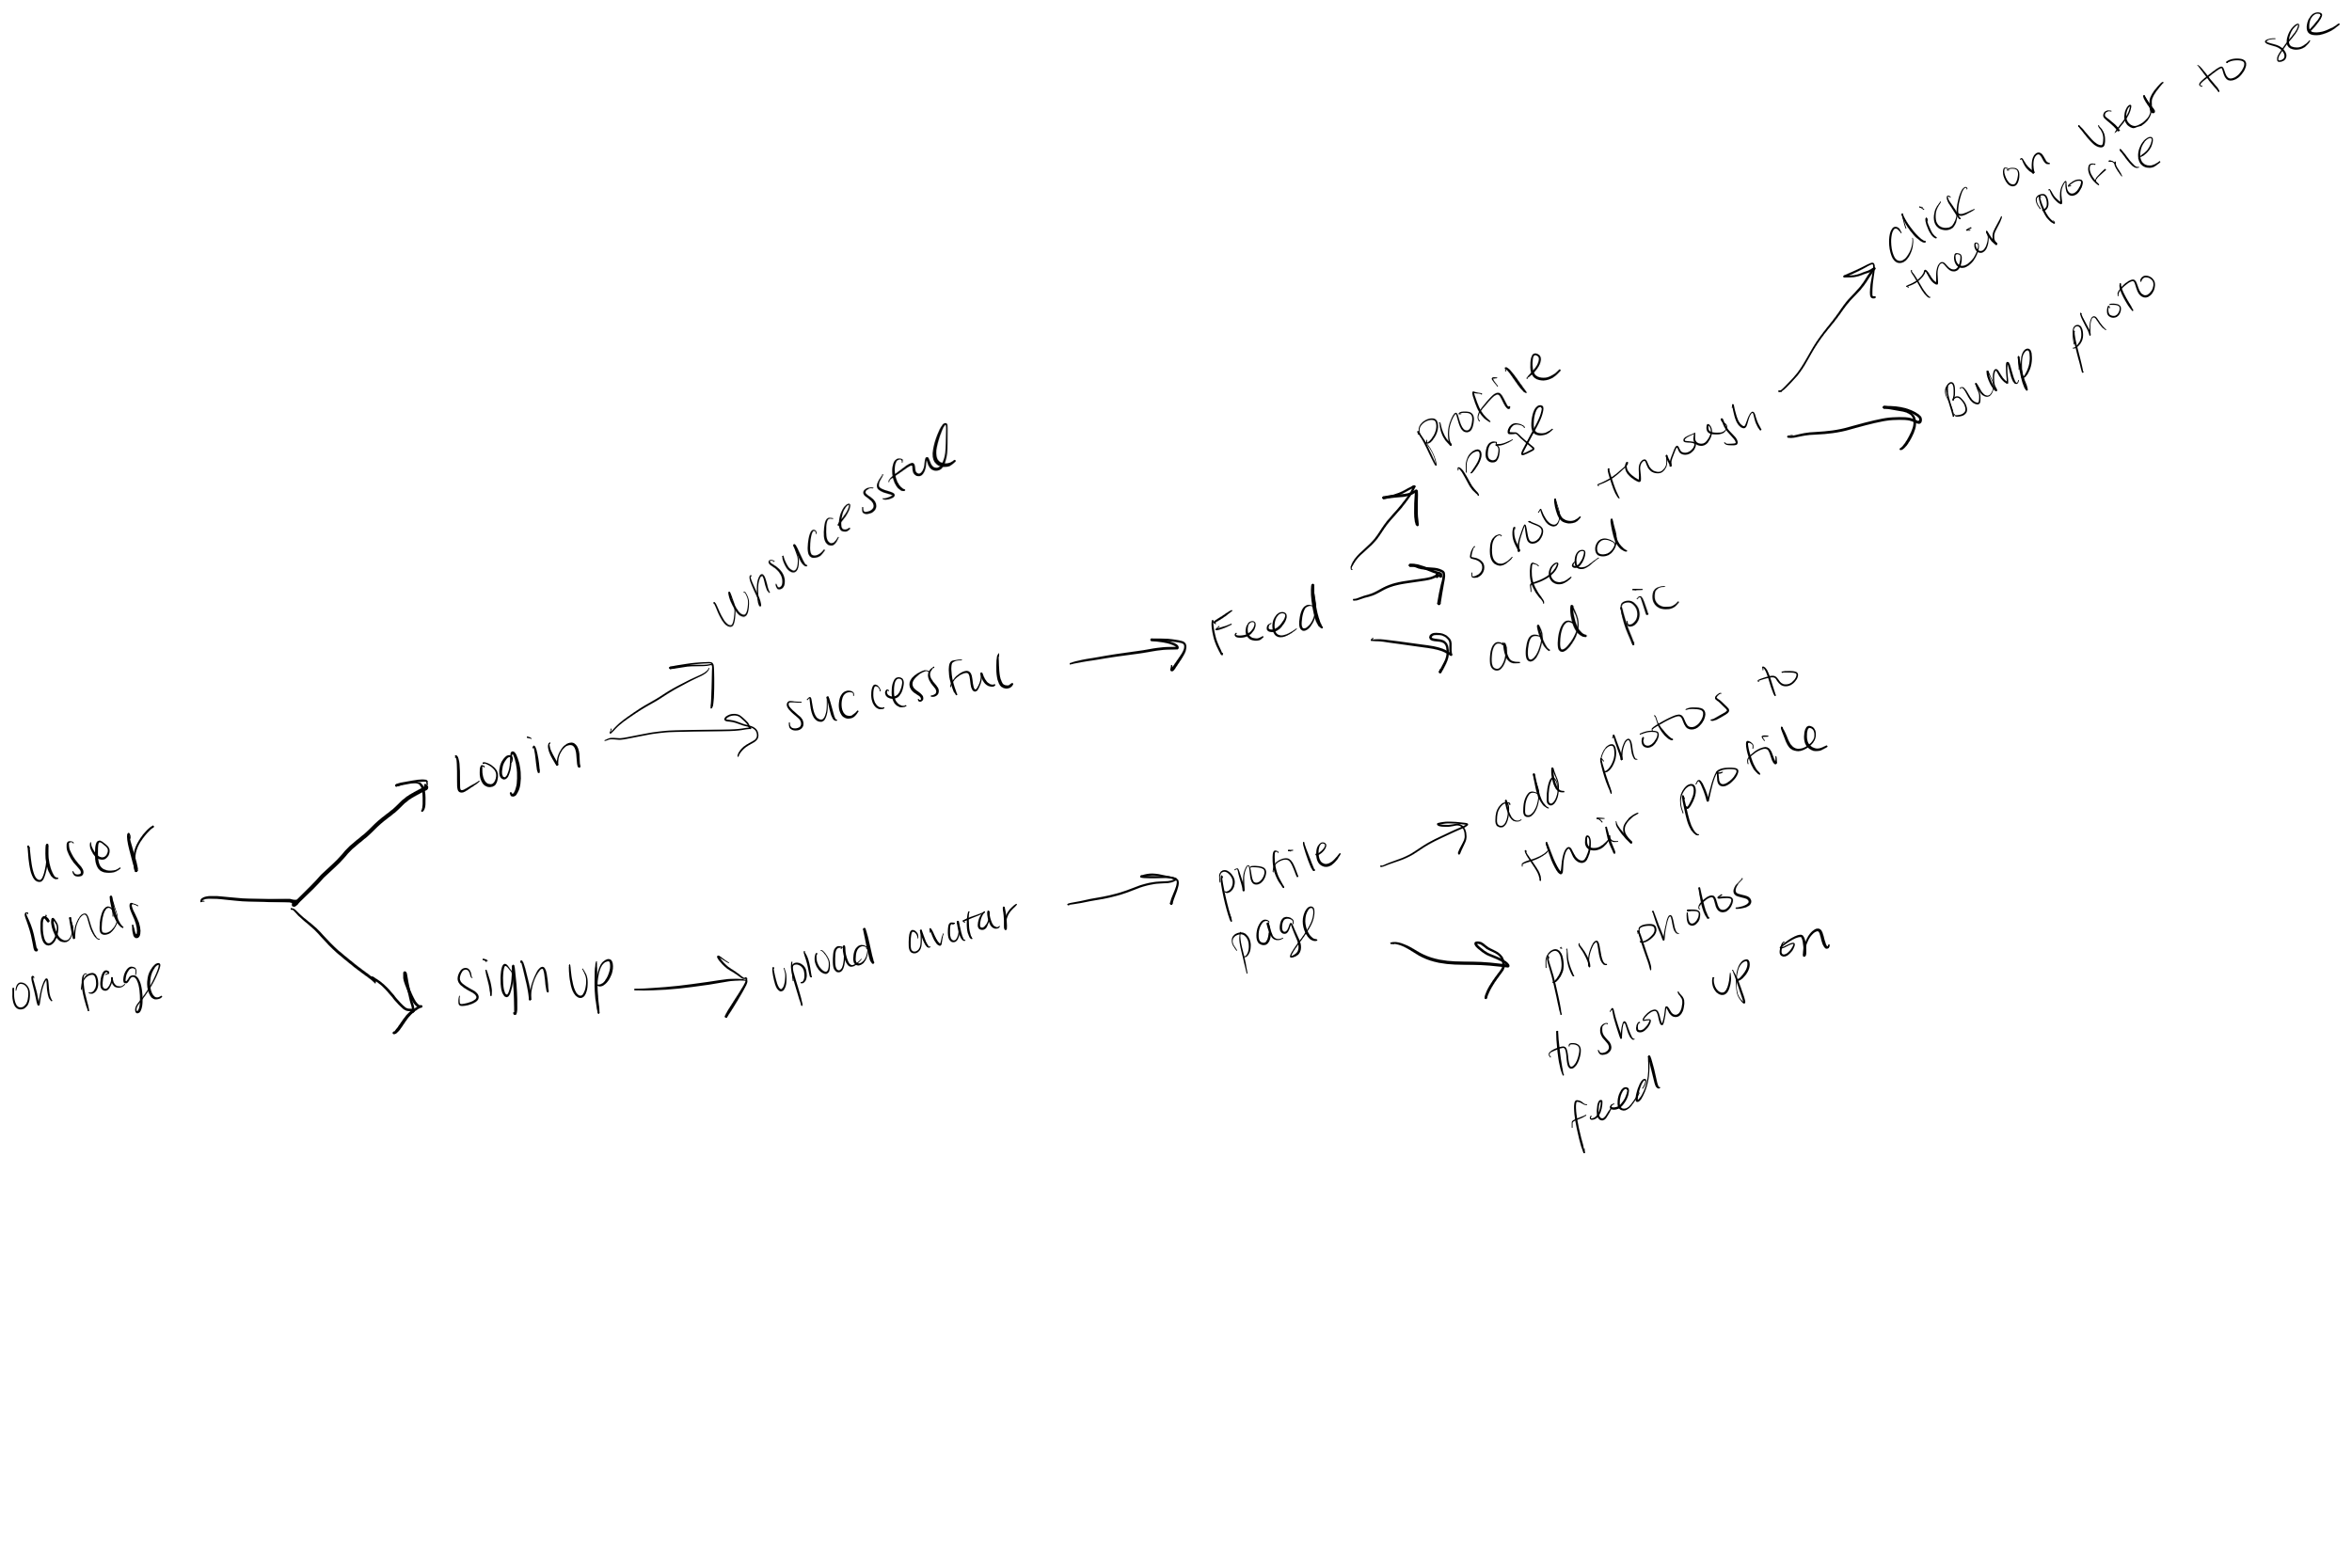 User
lands
on page
Login
unsuccessful
successful
Feed
profile
page
scroll through
feed
add pic
Click on user to see
their profile
Bump photo
sign up
upload avatar
profile
page
add photos to
their profile
pin photos
to show up on
feed